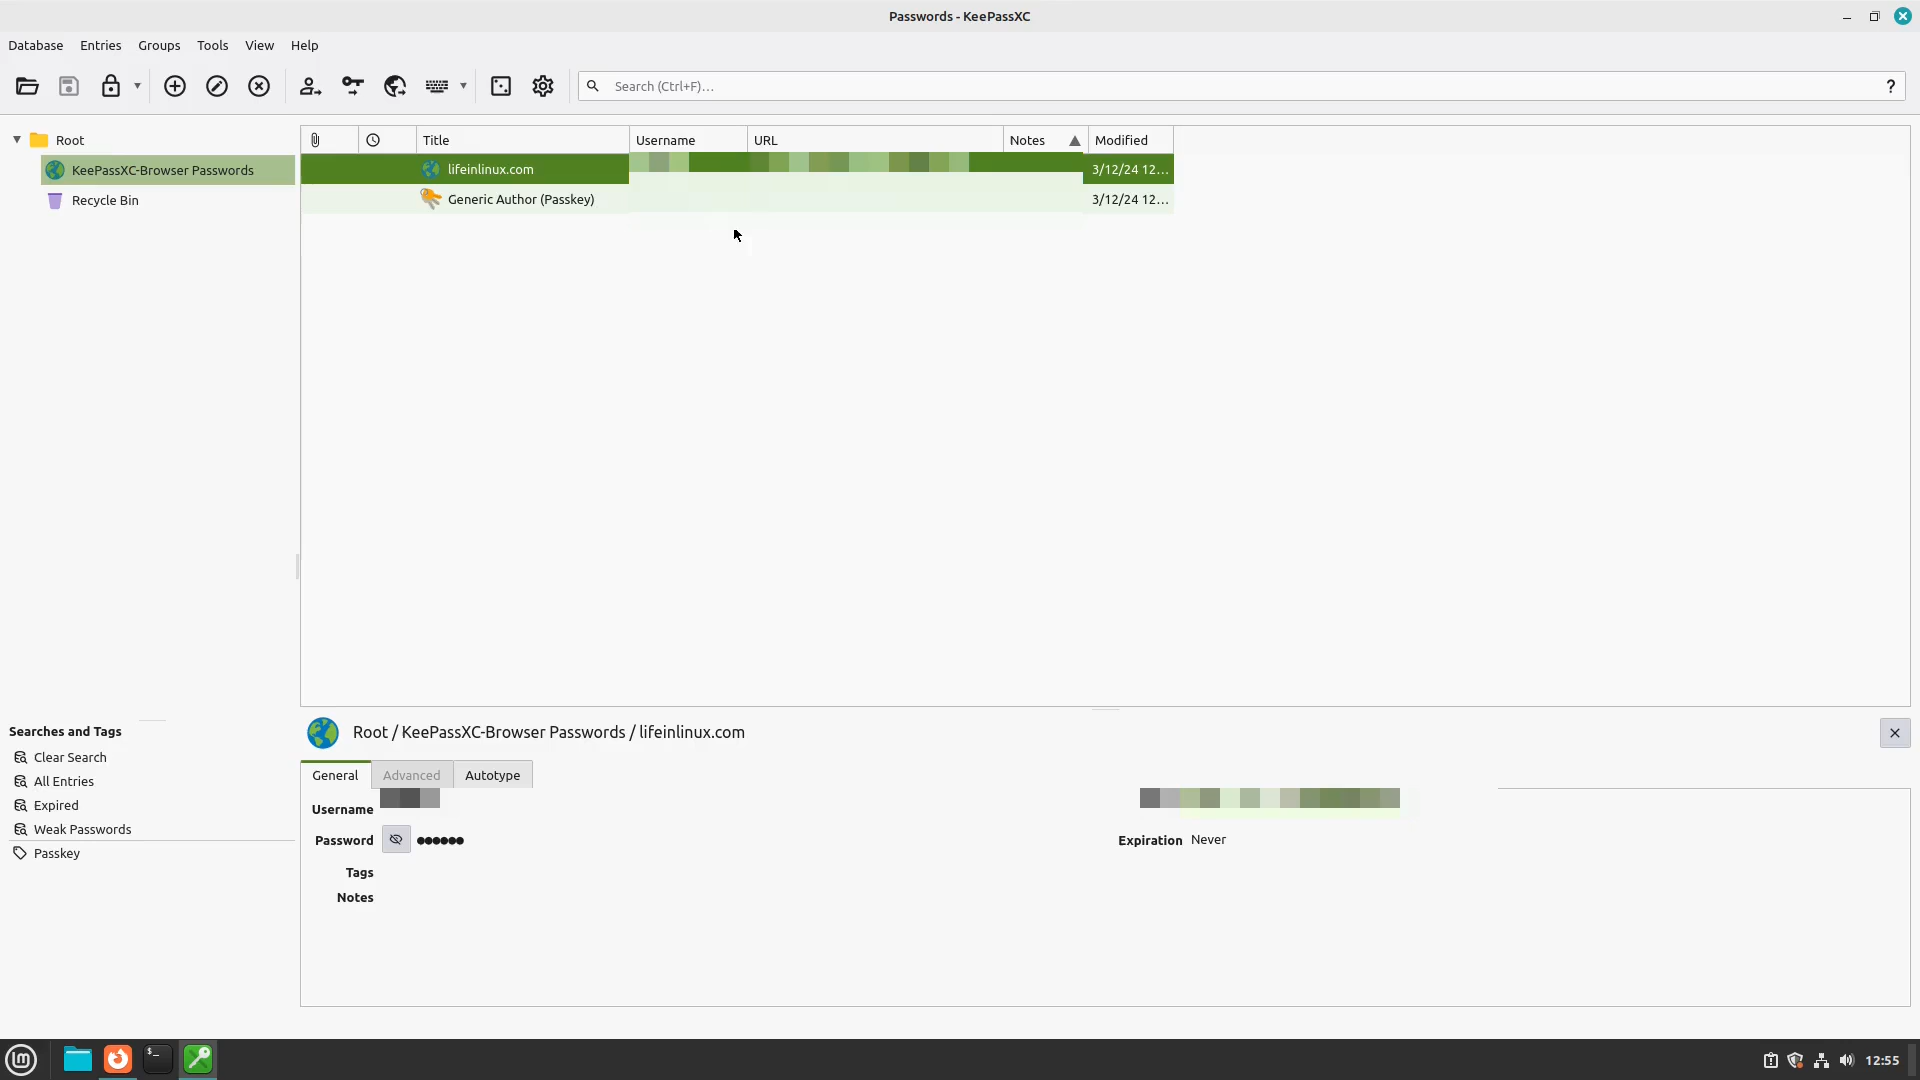 Passwords - KeePassXC
Database Entries Groups Tools View Help
Search (Ctrl+F)... ?
Root
KeePassXC-Browser Passwords
Recycle Bin
Title Username URL Notes Modified
lifeinlinux.com 3/12/24 12...
Generic Author (Passkey) 3/12/24 12...
Searches and Tags
Clear Search
All Entries
Expired
Weak Passwords
Passkey
Root / KeePassXC-Browser Passwords / lifeinlinux.com
General Advanced Autotype
Username
Password ●●●●●● Expiration Never
Tags
Notes
12:55